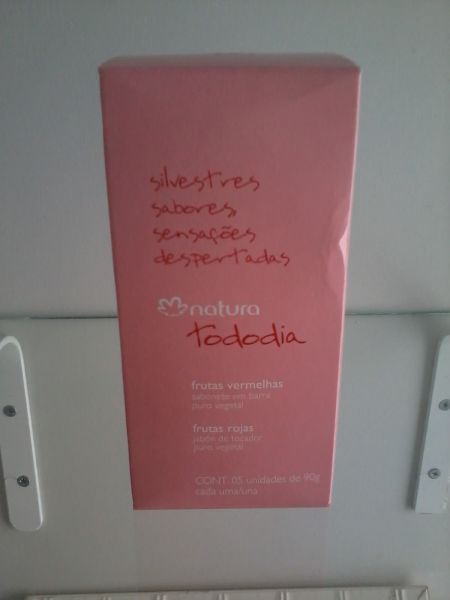 silvestres
sabores,
sensações
despertadas
natura
tododia
frutas vermelhas
sabonete em barra
puro vegetal
frutas rojas
jabón de tocador
puro vegetal
CONT. 05 unidades de 90g
cada uma/una